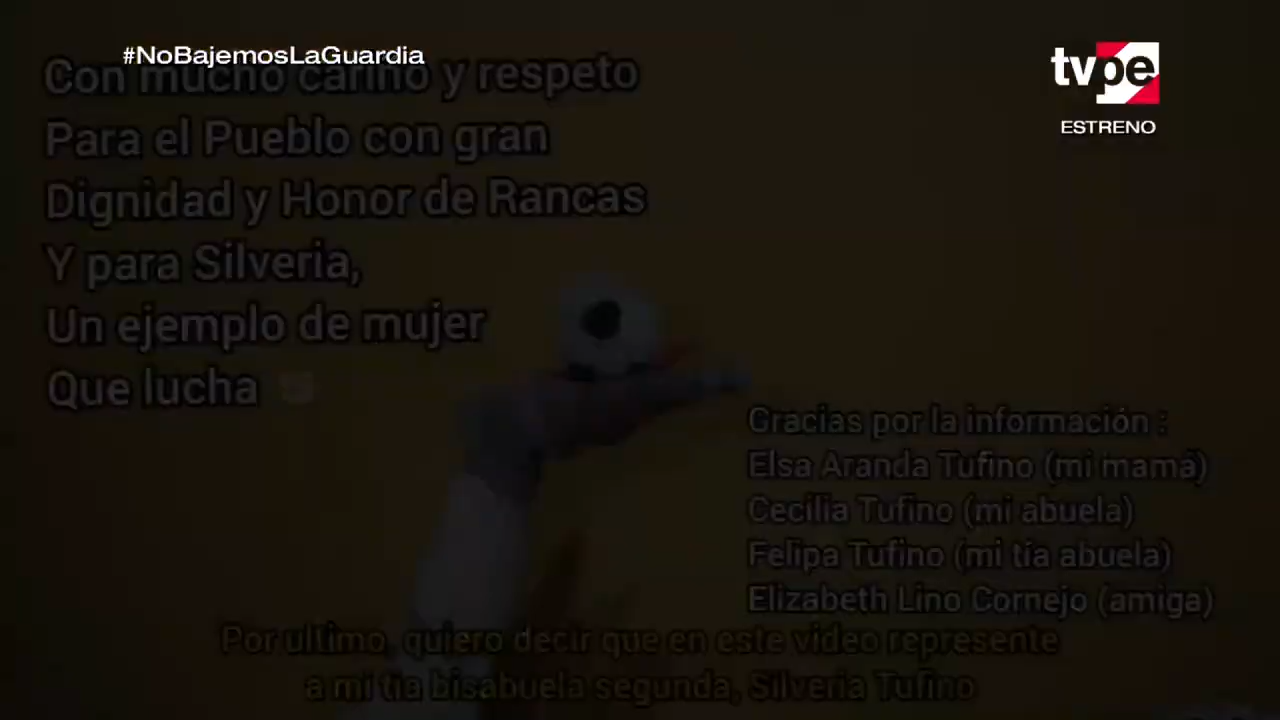 #NoBajemosLaGuardia
tvpe
ESTRENO
Con mucho cariño y respeto
Para el Pueblo con gran
Dignidad y Honor de Rancas
Y para Silveria,
Un ejemplo de mujer
Que lucha
Gracias por la información :
Elsa Aranda Tufino (mi mamá)
Cecilia Tufino (mi abuela)
Felipa Tufino (mi tía abuela)
Elizabeth Lino Cornejo (amiga)
Por ultimo, quiero decir que en este video represente
a mi tia bisabuela segunda, Silveria Tufino